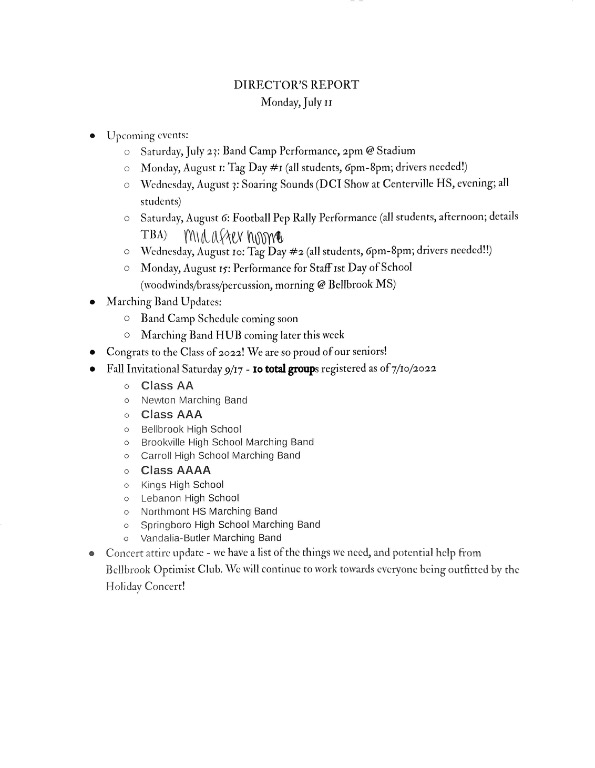 DIRECTOR'S REPORT
Monday, July 11
● Upcoming events:
○ Saturday, July 23: Band Camp Performance, 2pm @ Stadium
○ Monday, August 1: Tag Day #1 (all students, 6pm-8pm; drivers needed!)
○ Wednesday, August 3: Soaring Sounds (DCI Show at Centerville HS, evening; all
students)
○ Saturday, August 6: Football Pep Rally Performance (all students, afternoon; details
TBA) mid afternoon
○ Wednesday, August 10: Tag Day #2 (all students, 6pm-8pm; drivers needed!!)
○ Monday, August 15: Performance for Staff 1st Day of School
(woodwinds/brass/percussion, morning @ Bellbrook MS)
● Marching Band Updates:
○ Band Camp Schedule coming soon
○ Marching Band HUB coming later this week
● Congrats to the Class of 2022! We are so proud of our seniors!
● Fall Invitational Saturday 9/17 - 10 total groups registered as of 7/10/2022
○ Class AA
○ Newton Marching Band
○ Class AAA
○ Bellbrook High School
○ Brookville High School Marching Band
○ Carroll High School Marching Band
○ Class AAAA
○ Kings High School
○ Lebanon High School
○ Northmont HS Marching Band
○ Springboro High School Marching Band
○ Vandalia-Butler Marching Band
● Concert attire update - we have a list of the things we need, and potential help from
Bellbrook Optimist Club. We will continue to work towards everyone being outfitted by the
Holiday Concert!